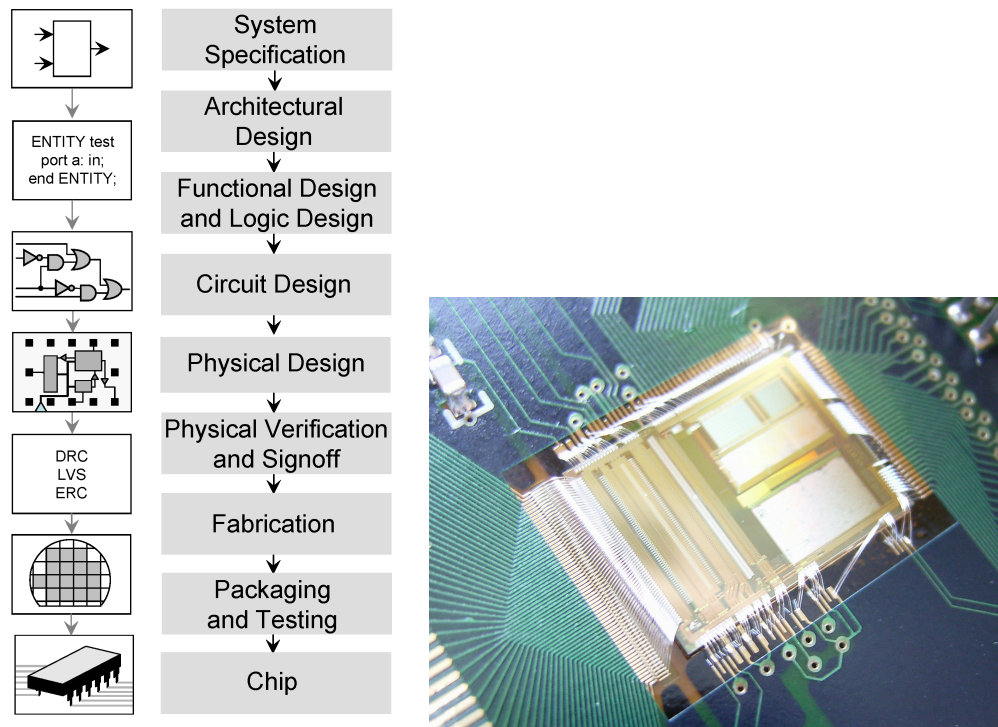 System
Specification
ENTITY test
port a: in;
end ENTITY;
Architectural
Design
Functional Design
and Logic Design
Circuit Design
Physical Design
DRC
LVS
ERC
Physical Verification
and Signoff
Fabrication
Packaging
and Testing
Chip